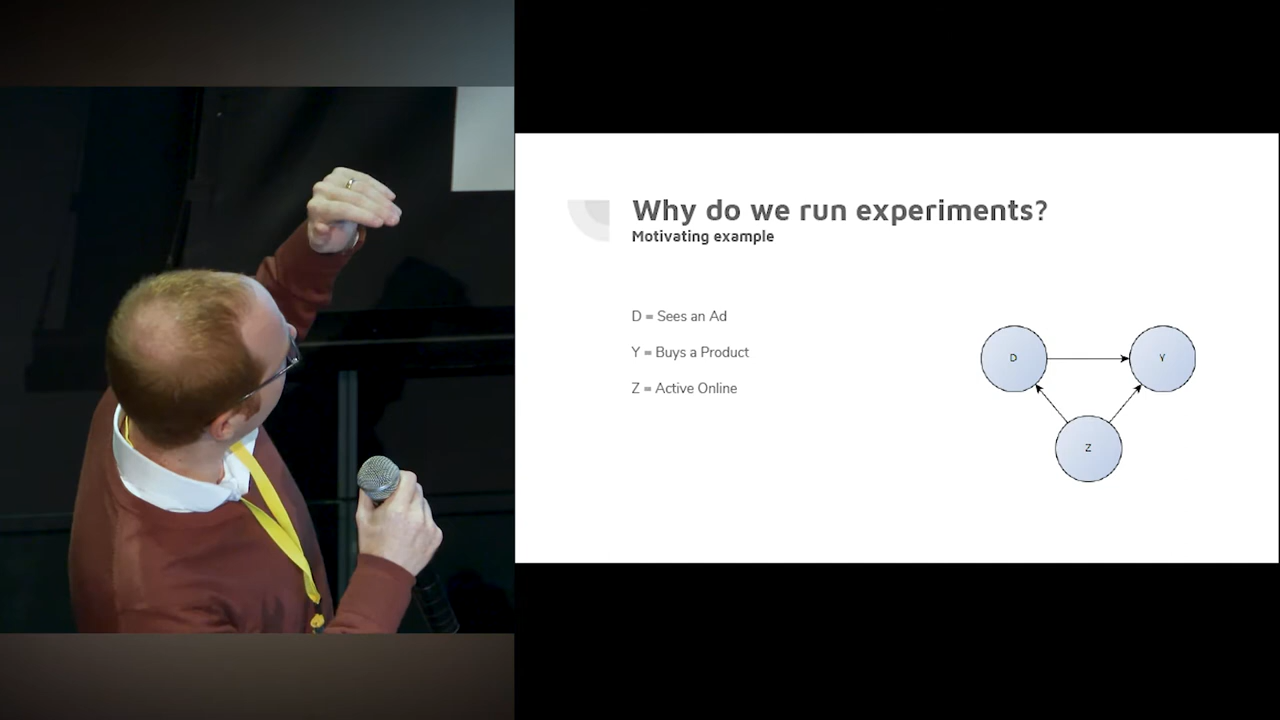 Why do we run experiments?
Motivating example
D = Sees an Ad
Y = Buys a Product
Z = Active Online
D
Y
Z